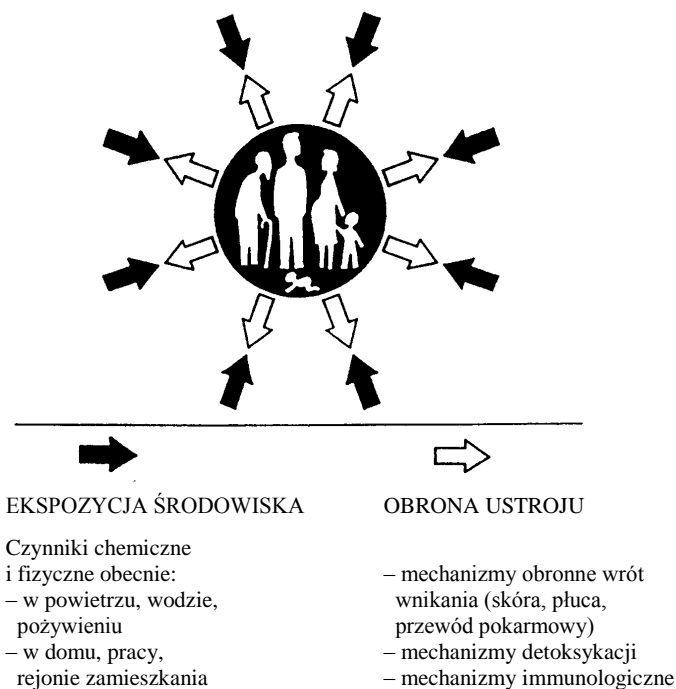 EKSPOZYCJA ŚRODOWISKA
Czynniki chemiczne
i fizyczne obecnie:
– w powietrzu, wodzie,
pożywieniu
– w domu, pracy,
rejonie zamieszkania
OBRONA USTROJU
– mechanizmy obronne wrót
wnikania (skóra, płuca,
przewód pokarmowy)
– mechanizmy detoksykacji
– mechanizmy immunologiczne